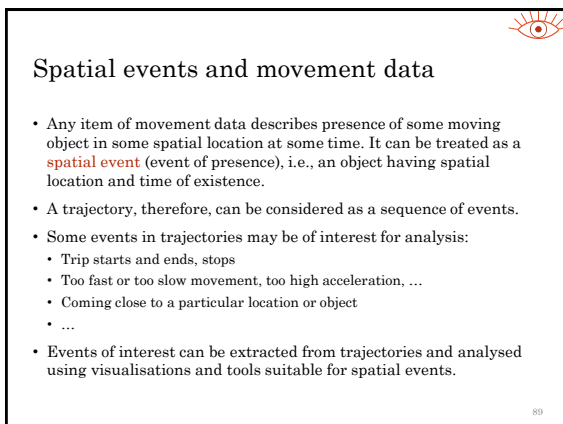 Spatial events and movement data
• Any item of movement data describes presence of some moving
object in some spatial location at some time. It can be treated as a
spatial event (event of presence), i.e., an object having spatial
location and time of existence.
• A trajectory, therefore, can be considered as a sequence of events.
• Some events in trajectories may be of interest for analysis:
• Trip starts and ends, stops
• Too fast or too slow movement, too high acceleration, …
• Coming close to a particular location or object
• …
• Events of interest can be extracted from trajectories and analysed
using visualisations and tools suitable for spatial events.
89